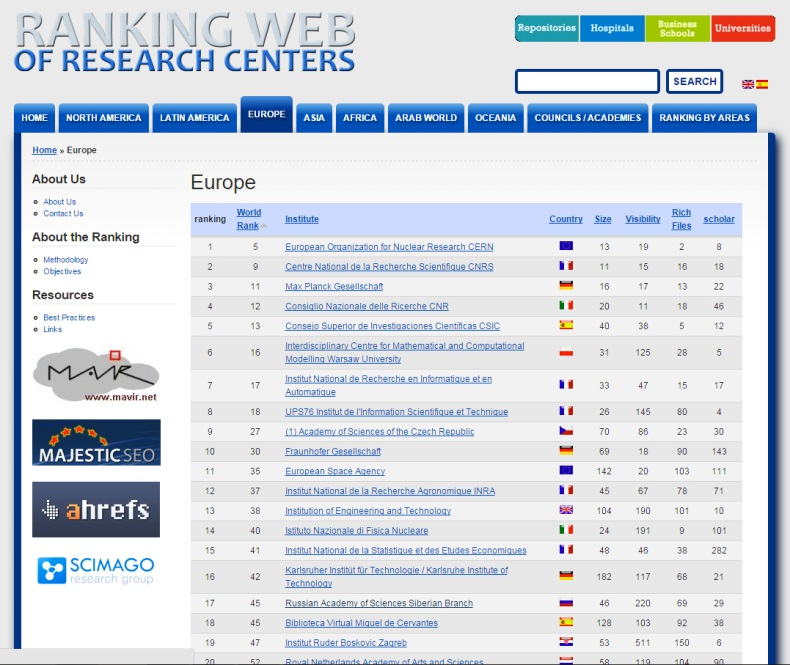 RANKING WEB
OF RESEARCH CENTERS
Repositories Hospitals Business Schools Universities
SEARCH
HOME NORTH AMERICA LATIN AMERICA EUROPE ASIA AFRICA ARAB WORLD OCEANIA COUNCILS / ACADEMIES RANKING BY AREAS
Home » Europe
About Us
About Us
Contact Us
About the Ranking
Methodology
Objectives
Resources
Best Practices
Links
MAVIR
www.mavir.net
MAJESTIC SEO
ahrefs
SCIMAGO
research group
Europe
ranking World Rank Institute Country Size Visibility Rich Files scholar
1 5 European Organization for Nuclear Research CERN 13 19 2 8
2 9 Centre National de la Recherche Scientifique CNRS 11 15 16 18
3 11 Max Planck Gesellschaft 16 17 13 22
4 12 Consiglio Nazionale delle Ricerche CNR 20 11 18 46
5 13 Consejo Superior de Investigaciones Científicas CSIC 40 38 5 12
6 16 Interdisciplinary Centre for Mathematical and Computational
Modelling Warsaw University 31 125 28 5
7 17 Institut National de Recherche en Informatique et en
Automatique 33 47 15 17
8 18 UPS76 Institut de l'Information Scientifique et Technique 26 145 80 4
9 27 (1) Academy of Sciences of the Czech Republic 70 86 23 30
10 30 Fraunhofer Gesellschaft 69 18 90 143
11 35 European Space Agency 142 20 103 111
12 37 Institut National de la Recherche Agronomique INRA 45 67 78 71
13 38 Institution of Engineering and Technology 104 190 101 10
14 40 Istituto Nazionale di Fisica Nucleare 24 191 9 101
15 41 Institut National de la Statistique et des Etudes Economiques 48 46 38 282
16 42 Karlsruher Institüt für Technologie / Karlsruhe Institute of
Technology 182 117 68 21
17 45 Russian Academy of Sciences Siberian Branch 46 220 69 29
18 45 Biblioteca Virtual Miguel de Cervantes 128 103 92 38
19 47 Institut Ruder Boskovic Zagreb 53 511 150 6
20 52 Royal Netherlands Academy of Arts and Sciences 58 119 104 90